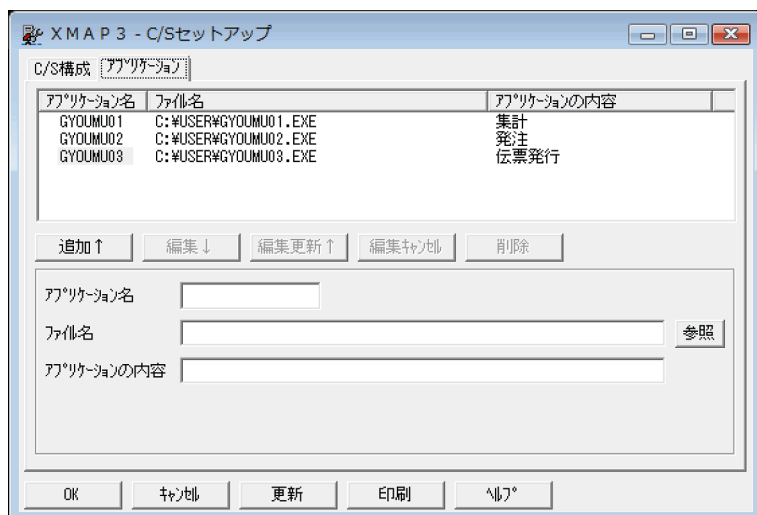 XMAP3 - C/Sセットアップ
C/S構成 ｱﾌﾟﾘｹｰｼｮﾝ
ｱﾌﾟﾘｹｰｼｮﾝ名 ﾌｧｲﾙ名 ｱﾌﾟﾘｹｰｼｮﾝの内容
GYOUMU01 C:¥USER¥GYOUMU01.EXE 集計
GYOUMU02 C:¥USER¥GYOUMU02.EXE 発注
GYOUMU03 C:¥USER¥GYOUMU03.EXE 伝票発行
追加↑ 編集↓ 編集更新↑ 編集ｷｬﾝｾﾙ 削除
ｱﾌﾟﾘｹｰｼｮﾝ名
ﾌｧｲﾙ名 参照
ｱﾌﾟﾘｹｰｼｮﾝの内容
OK ｷｬﾝｾﾙ 更新 印刷 ﾍﾙﾌﾟ